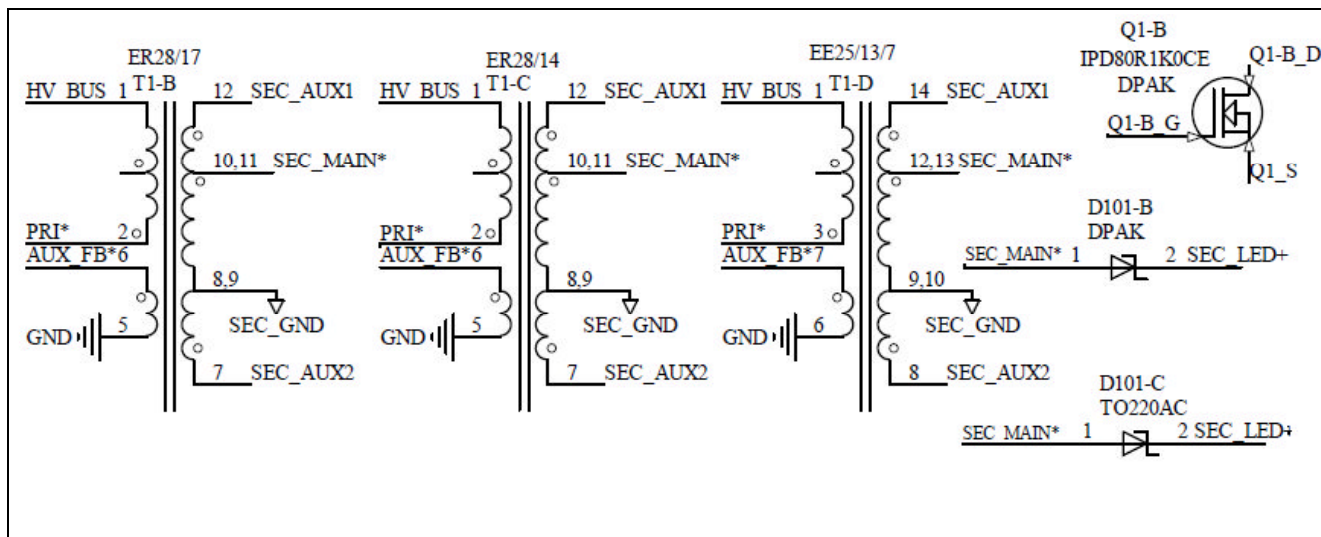 ER28/17
T1-B
HV_BUS 1
12 SEC_AUX1
10,11 SEC_MAIN*
PRI* 2
AUX_FB*6
8,9
SEC_GND
GND 5
7 SEC_AUX2
ER28/14
T1-C
HV_BUS 1
12 SEC_AUX1
10,11 SEC_MAIN*
PRI* 2
AUX_FB*6
8,9
SEC_GND
GND 5
7 SEC_AUX2
EE25/13/7
T1-D
HV_BUS 1
14 SEC_AUX1
12,13 SEC_MAIN*
PRI* 3
AUX_FB*7
9,10
SEC_GND
GND 6
8 SEC_AUX2
Q1-B
IPD80R1K0CE
DPAK
Q1-B_D
Q1-B_G
Q1_S
D101-B
DPAK
SEC_MAIN* 1 2 SEC_LED+
D101-C
TO220AC
SEC_MAIN* 1 2 SEC_LED+